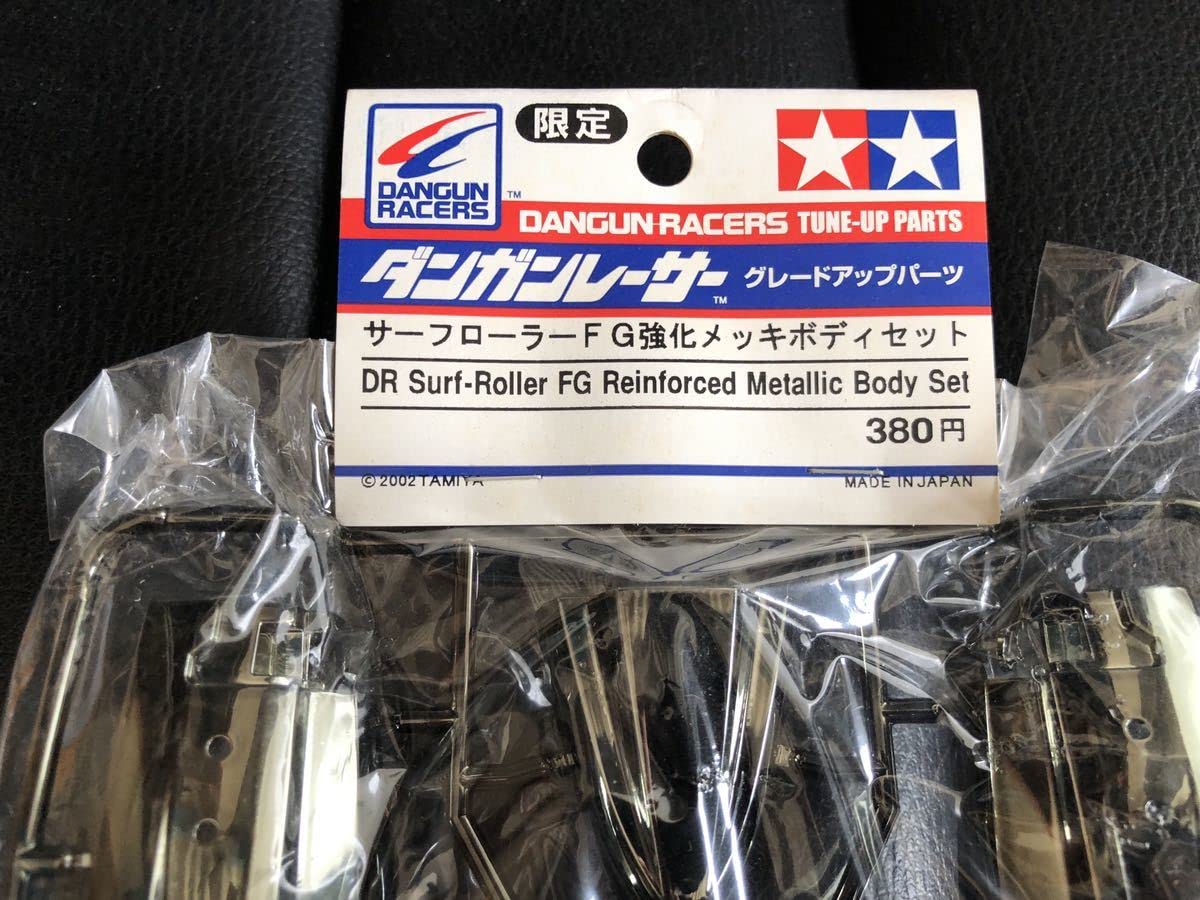 限定
DANGUN
RACERS ™
DANGUN-RACERS TUNE-UP PARTS
ダンガンレーサー™ グレードアップパーツ
サーフローラーFG強化メッキボディセット
DR Surf-Roller FG Reinforced Metallic Body Set
380円
©2002 TAMIYA MADE IN JAPAN